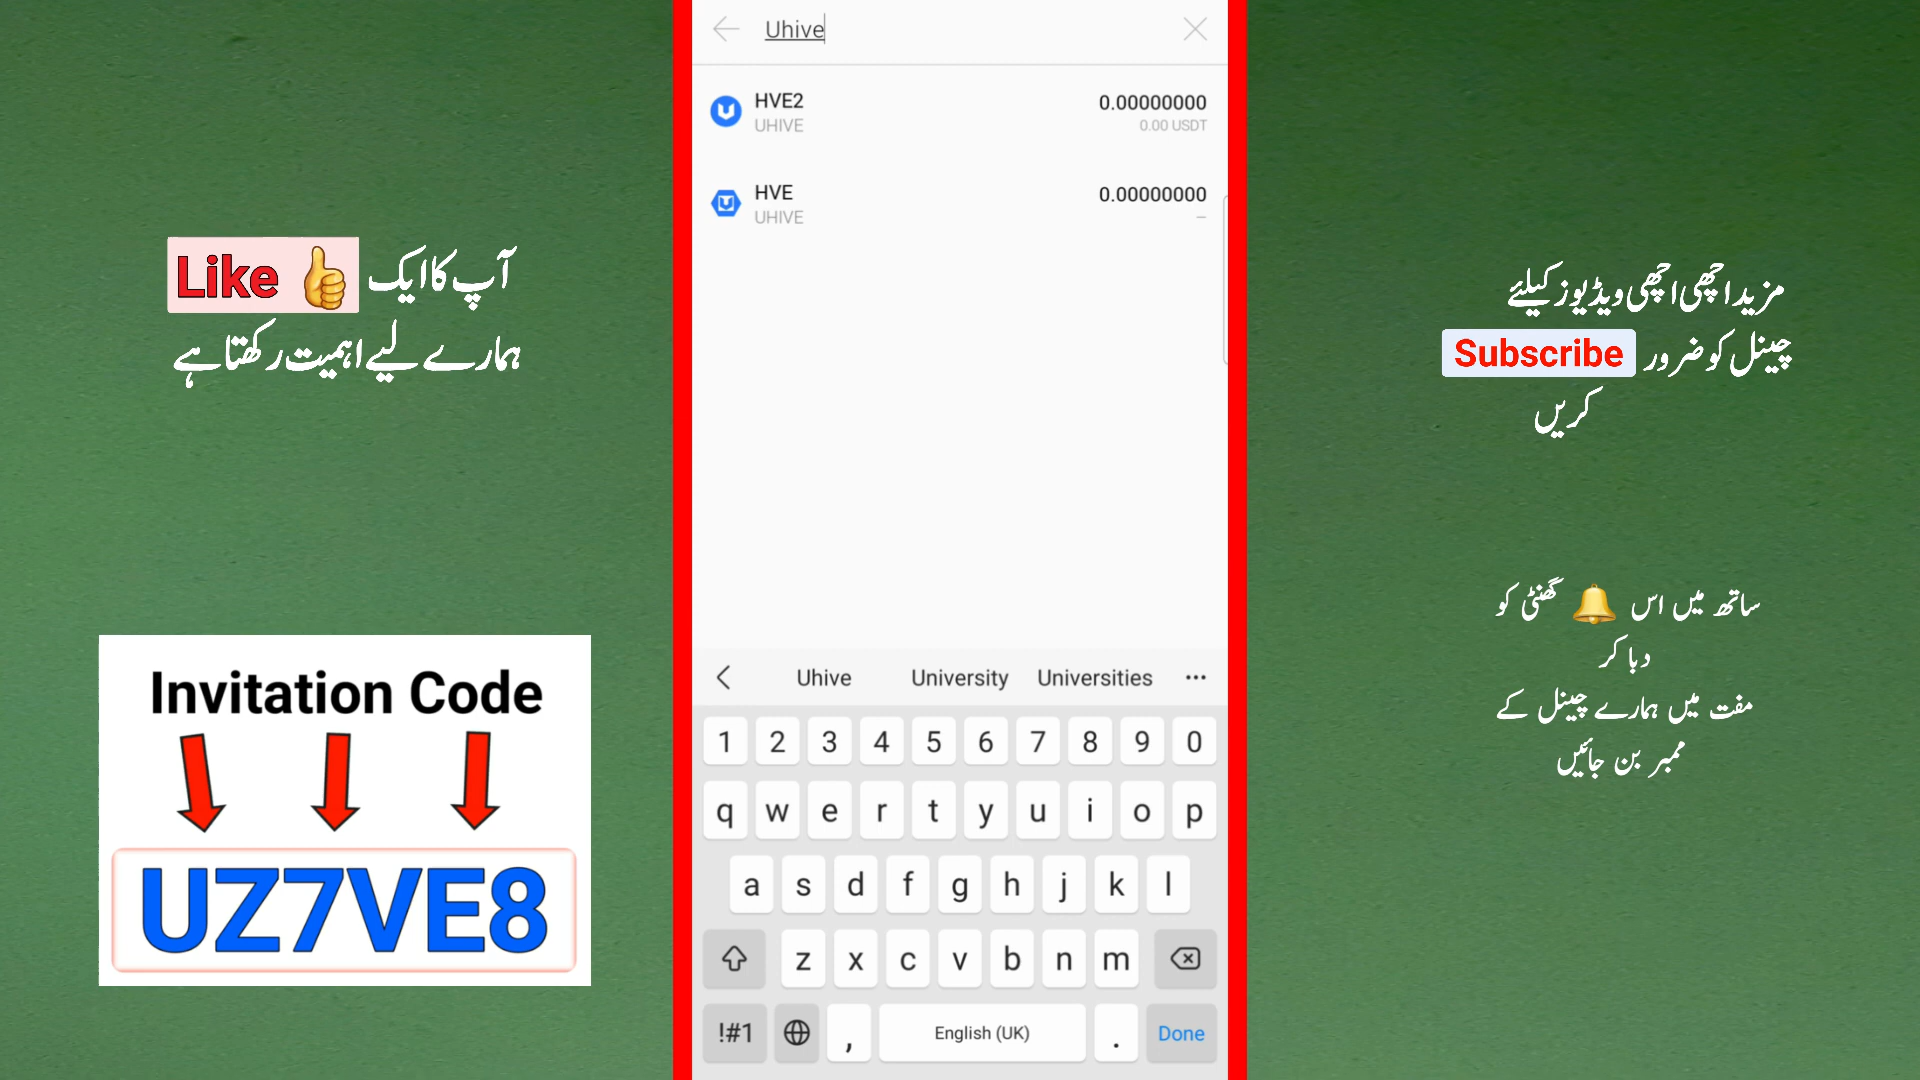 آپ کا ایک Like 👍
ہمارے لیے اہمیت رکھتا ہے
Invitation Code
UZ7VE8
Uhive
HVE2
0.00000000
UHIVE
0.00 USDT
HVE
0.00000000
UHIVE
–
Uhive University Universities ···
1 2 3 4 5 6 7 8 9 0
q w e r t y u i o p
a s d f g h j k l
z x c v b n m
!#1 , English (UK) . Done
مزید اچھی اچھی ویڈیوز کیلئے
چینل کو ضرور Subscribe
کریں
ساتھ میں اس 🔔 گھنٹی کو
دبا کر
مفت میں ہمارے چینل کے
ممبر بن جائیں